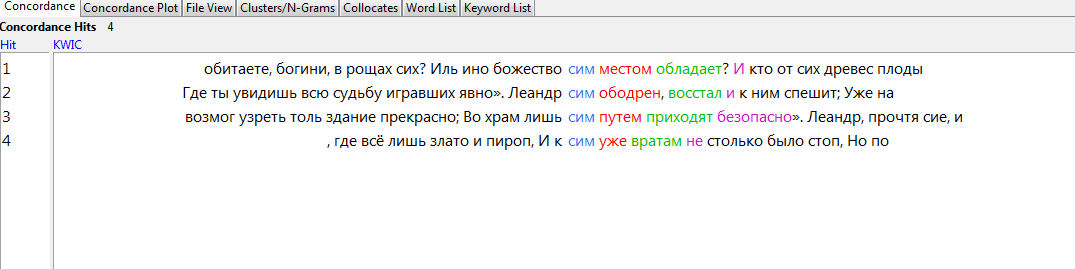 Concordance Concordance Plot File View Clusters/N-Grams Collocates Word List Keyword List
Concordance Hits 4
Hit KWIC
1 обитаете, богини, в рощах сих? Иль ино божество сим местом обладает? И кто от сих древес плоды
2 Где ты увидишь всю судьбу игравших явно». Леандр сим ободрен, восстал и к ним спешит; Уже на
3 возмог узреть толь здание прекрасно; Во храм лишь сим путем приходят безопасно». Леандр, прочтя сие, и
4 , где всё лишь злато и пироп, И к сим уже вратам не столько было стоп, Но по